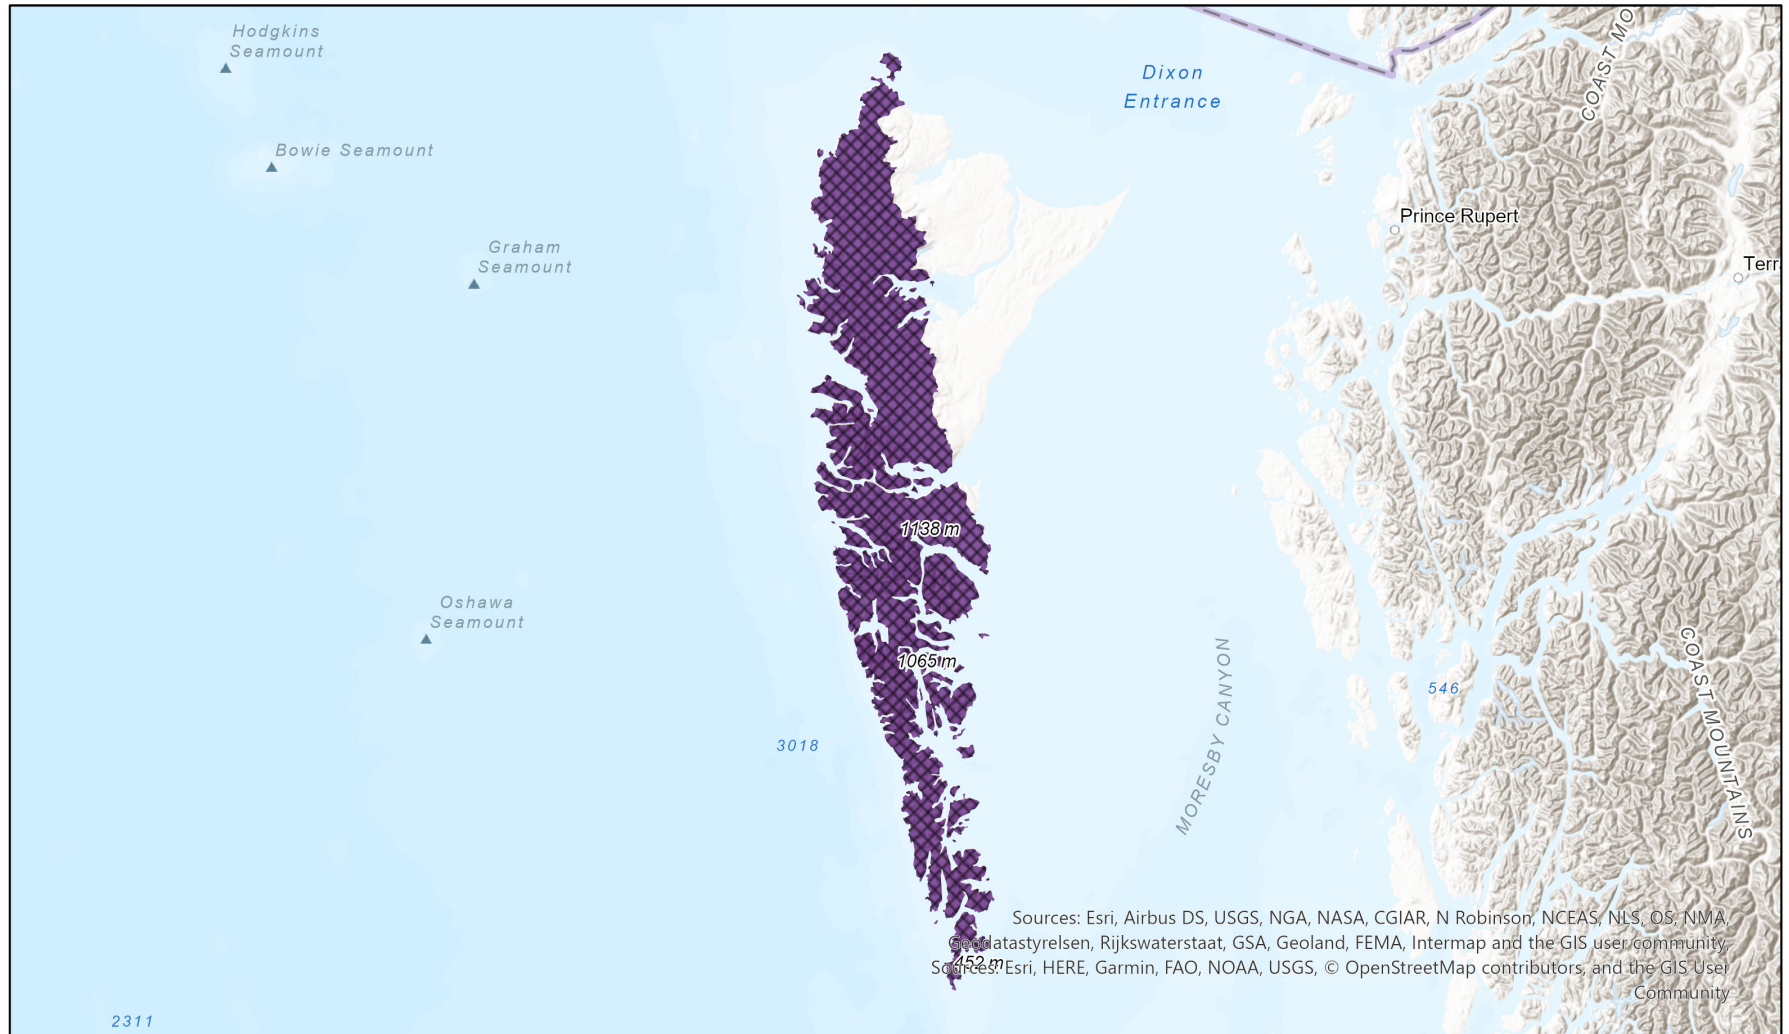 Hodgkins
Seamount
Bowie Seamount
Graham
Seamount
Oshawa
Seamount
Dixon
Entrance
COAST MO
Prince Rupert
Terr
1138 m
1065 m
3018
546
MORESBY CANYON
COAST MOUNTAINS
452 m
2311
Sources: Esri, Airbus DS, USGS, NGA, NASA, CGIAR, N Robinson, NCEAS, NLS, OS, NMA,
Geodatastyrelsen, Rijkswaterstaat, GSA, Geoland, FEMA, Intermap and the GIS user community,
Sources: Esri, HERE, Garmin, FAO, NOAA, USGS, © OpenStreetMap contributors, and the GIS User
Community